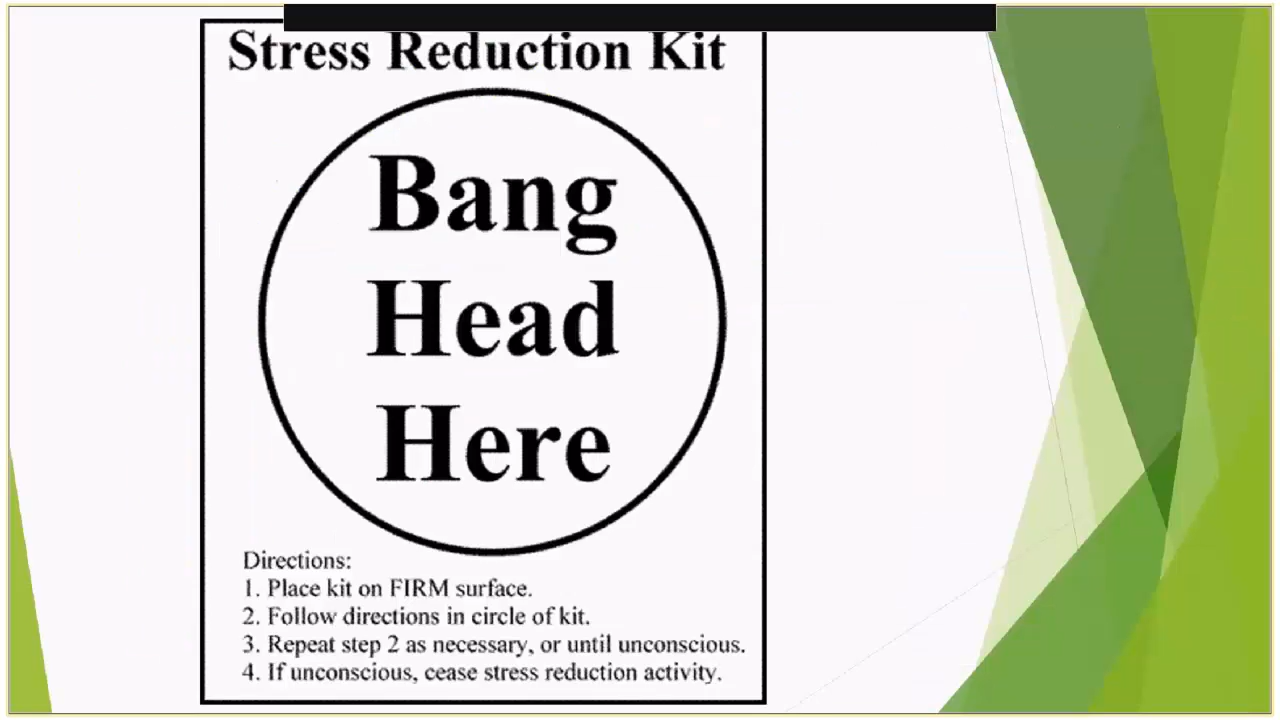 Stress Reduction Kit
Bang
Head
Here
Directions:
1. Place kit on FIRM surface.
2. Follow directions in circle of kit.
3. Repeat step 2 as necessary, or until unconscious.
4. If unconscious, cease stress reduction activity.